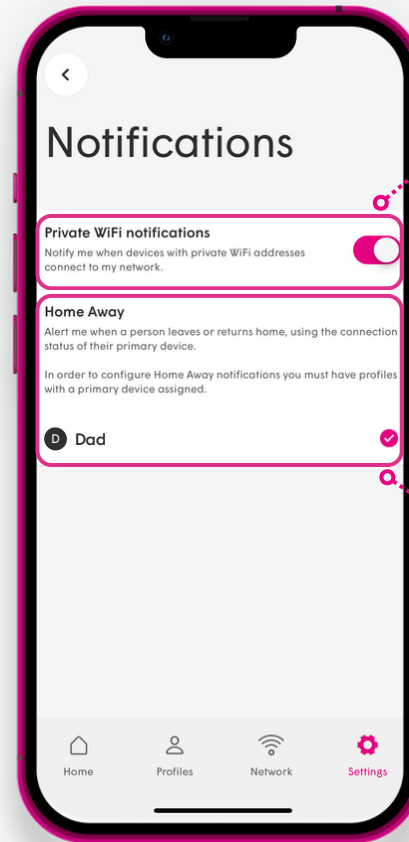 Notifications
Private WiFi notifications
Notify me when devices with private WiFi addresses
connect to my network.
Home Away
Alert me when a person leaves or returns home, using the connection
status of their primary device.
In order to configure Home Away notifications you must have profiles
with a primary device assigned.
D Dad
Home Profiles Network Settings